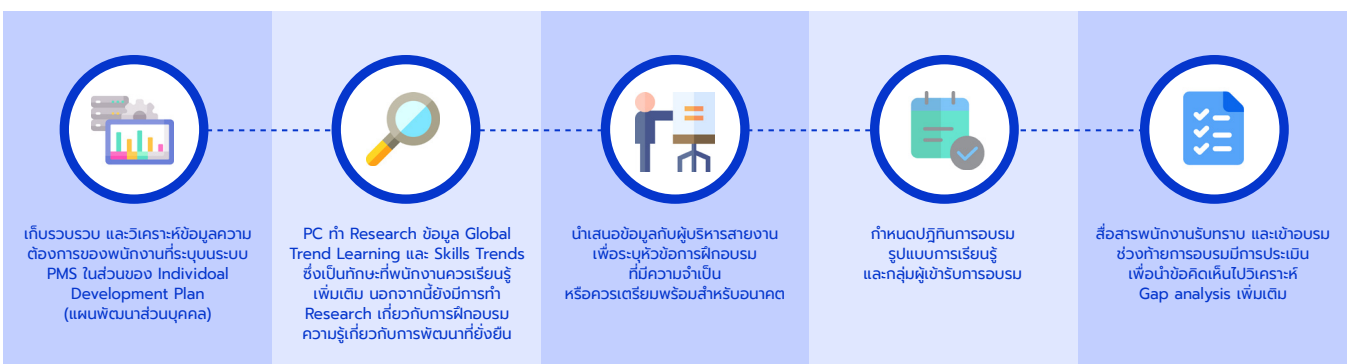 เก็บรวบรวบ และวิเคราะห์ข้อมูลความ
ต้องการของพนักงานที่ระบุบนระบบ
PMS ในส่วนของ Individoal
Development Plan
(แผนพัฒนาส่วนบุคคล)
PC ทำ Research ข้อมูล Global
Trend Learning และ Skills Trends
ซึ่งเป็นทักษะที่พนักงานควรเรียนรู้
เพิ่มเติม นอกจากนี้ยังมีการทำ
Research เกี่ยวกับการฝึกอบรม
ความรู้เกี่ยวกับการพัฒนาที่ยั่งยืน
นำเสนอข้อมูลกับผู้บริหารสายงาน
เพื่อระบุหัวข้อการฝึกอบรม
ที่มีความจำเป็น
หรือควรเตรียมพร้อมสำหรับอนาคต
กำหนดปฎิทินการอบรม
รูปแบบการเรียนรู้
และกลุ่มผู้เข้ารับการอบรม
สื่อสารพนักงานรับทราบ และเข้าอบรม
ช่วงท้ายการอบรมมีการประเมิน
เพื่อนำข้อคิดเห็นไปวิเคราะห์
Gap analysis เพิ่มเติม